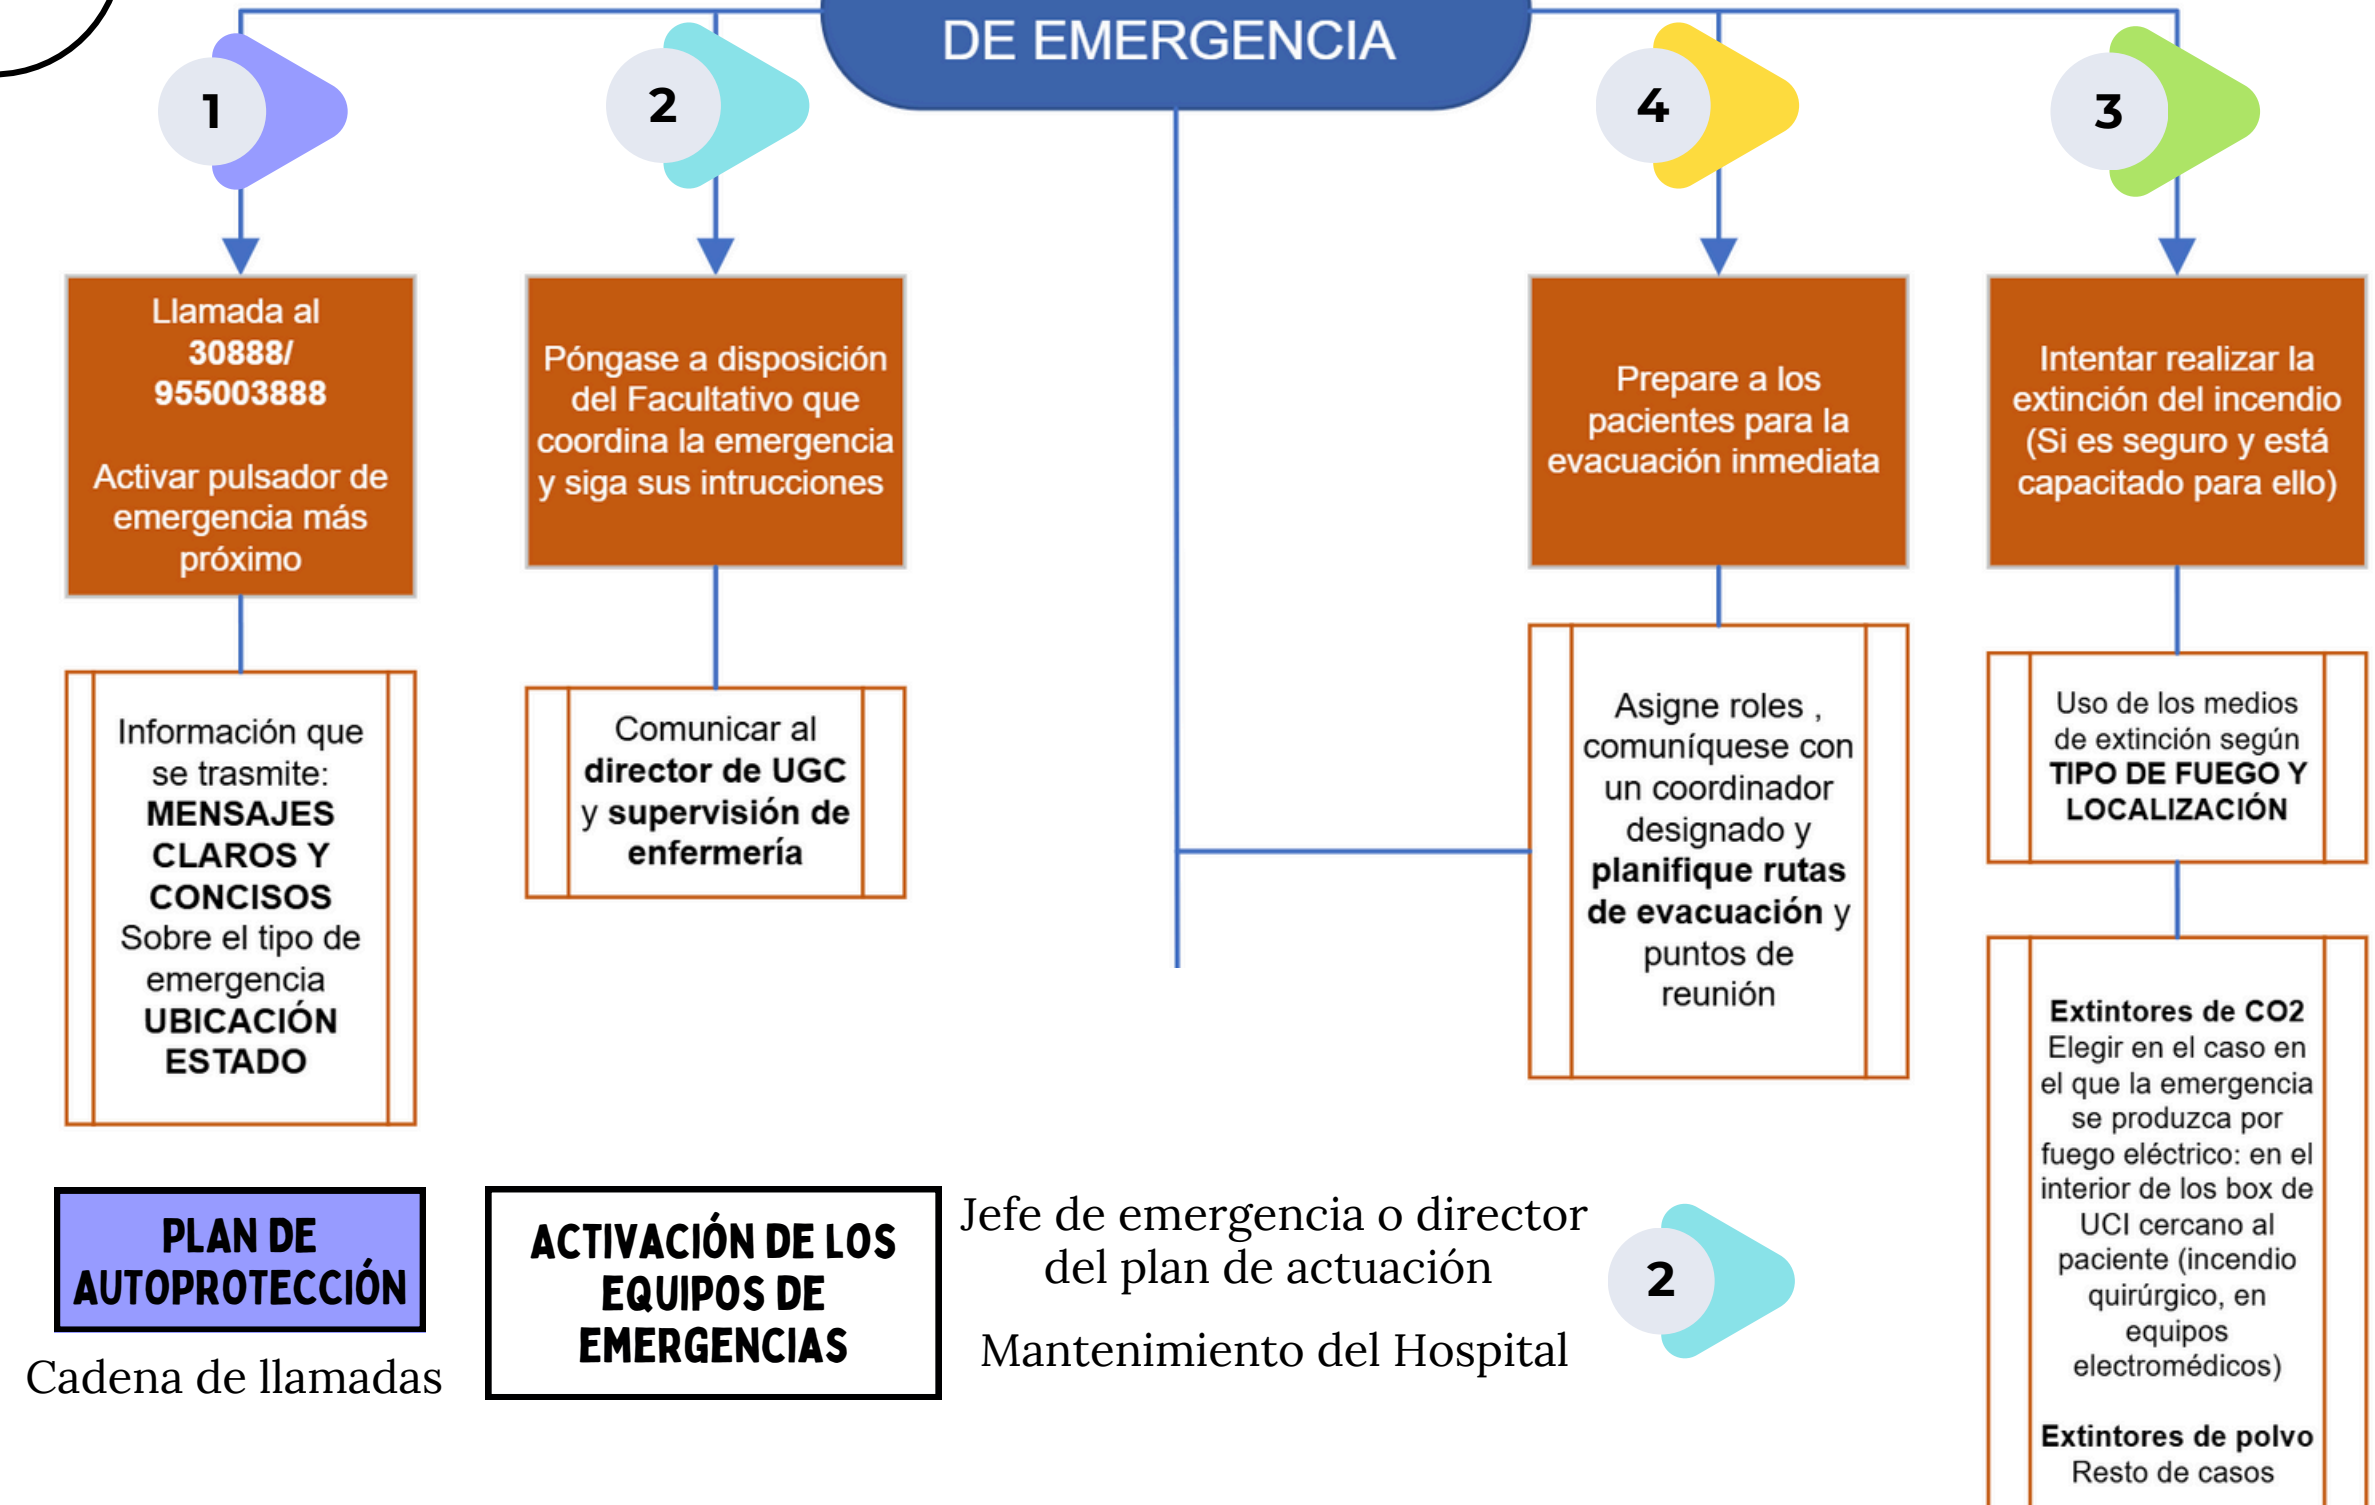 DE EMERGENCIA
1
2
4
3
Llamada al
30888/
955003888
Activar pulsador de
emergencia más
próximo
Póngase a disposición
del Facultativo que
coordina la emergencia
y siga sus intrucciones
Prepare a los
pacientes para la
evacuación inmediata
Intentar realizar la
extinción del incendio
(Si es seguro y está
capacitado para ello)
Información que
se trasmite:
MENSAJES
CLAROS Y
CONCISOS
Sobre el tipo de
emergencia
UBICACIÓN
ESTADO
Comunicar al
director de UGC
y supervisión de
enfermería
Asigne roles ,
comuníquese con
un coordinador
designado y
planifique rutas
de evacuación y
puntos de
reunión
Uso de los medios
de extinción según
TIPO DE FUEGO Y
LOCALIZACIÓN
Extintores de CO2
Elegir en el caso en
el que la emergencia
se produzca por
fuego eléctrico: en el
interior de los box de
UCI cercano al
paciente (incendio
quirúrgico, en
equipos
electromédicos)
Extintores de polvo
Resto de casos
PLAN DE
AUTOPROTECCIÓN
Cadena de llamadas
ACTIVACIÓN DE LOS
EQUIPOS DE
EMERGENCIAS
Jefe de emergencia o director
del plan de actuación
Mantenimiento del Hospital
2